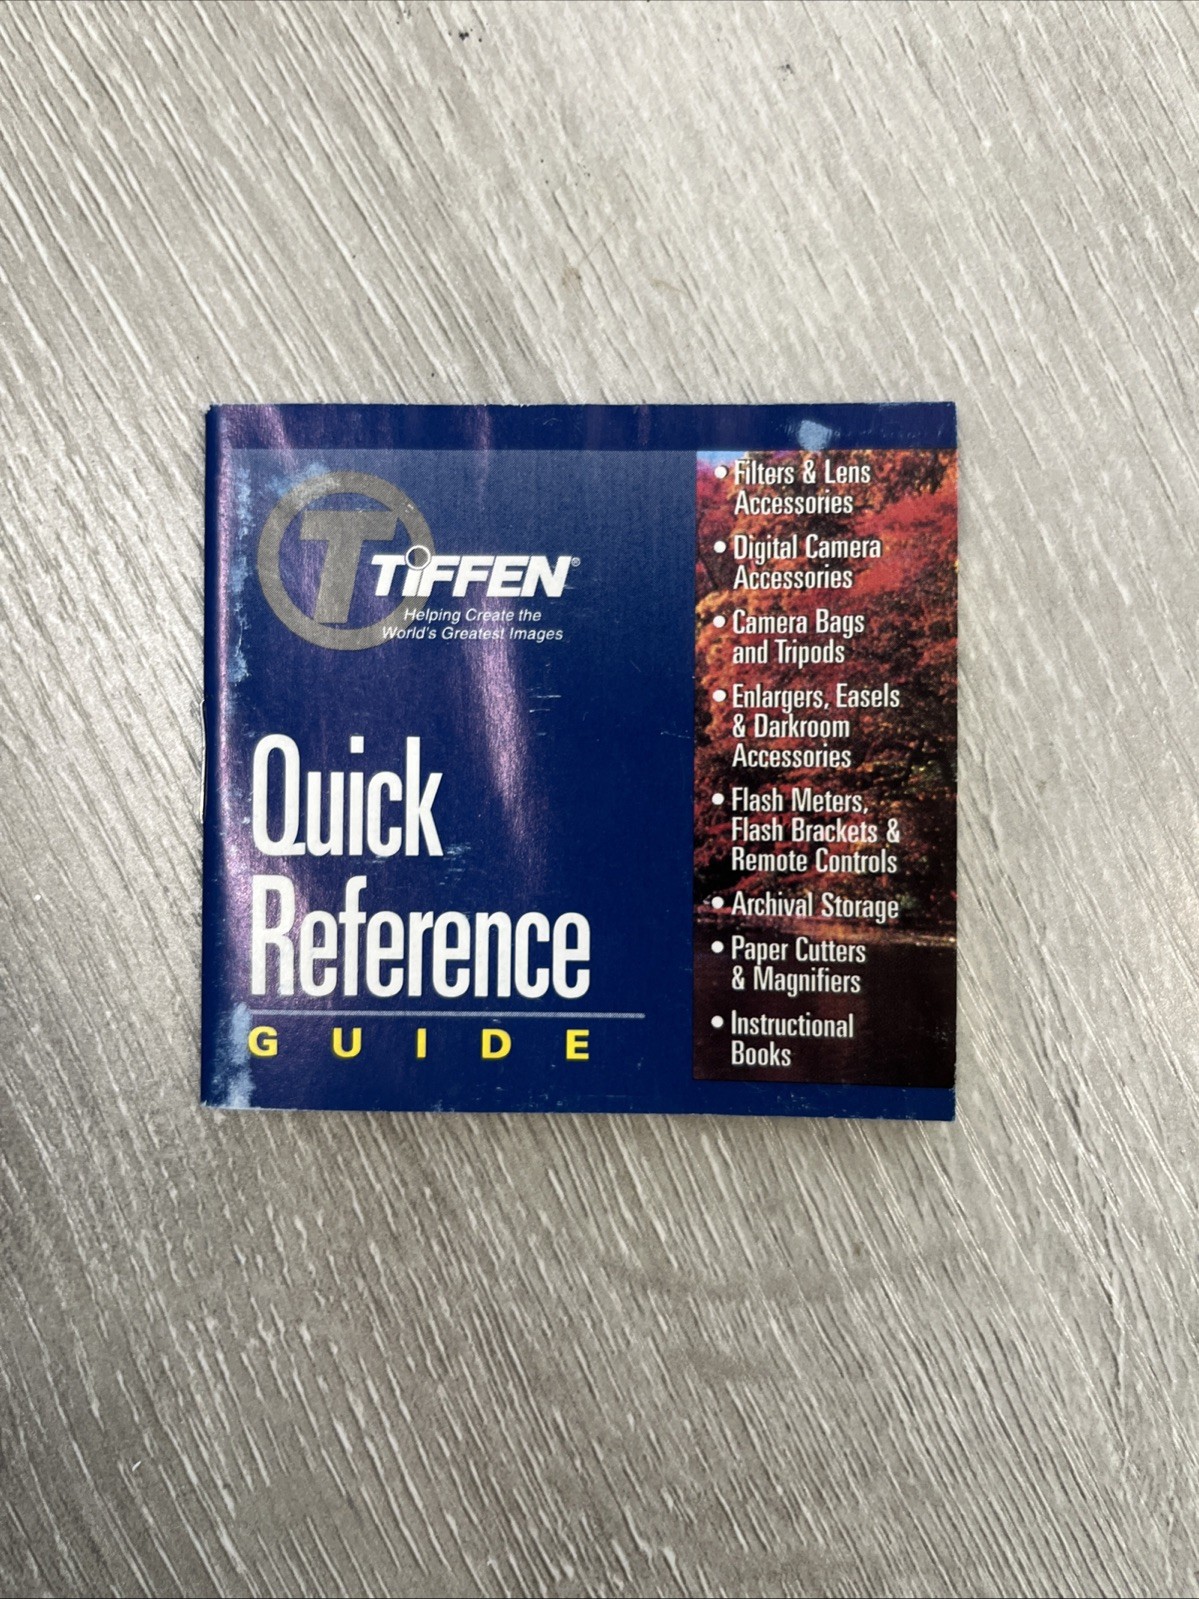 T
TIFFEN®
Helping Create the
World's Greatest Images
Quick
Reference
GUIDE
• Filters & Lens
Accessories
• Digital Camera
Accessories
• Camera Bags
and Tripods
• Enlargers, Easels
& Darkroom
Accessories
• Flash Meters,
Flash Brackets &
Remote Controls
• Archival Storage
• Paper Cutters
& Magnifiers
• Instructional
Books